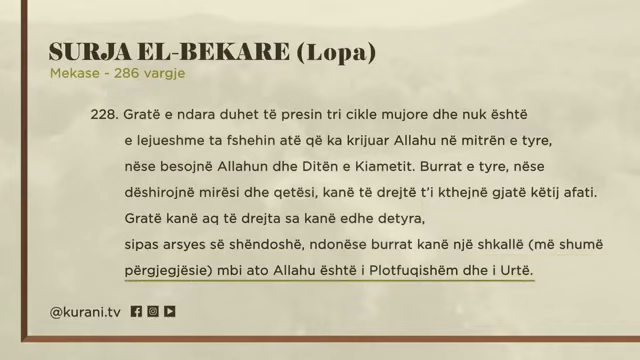 SURJA EL-BEKARE (Lopa)
Mekase - 286 vargje
228. Gratë e ndara duhet të presin tri cikle mujore dhe nuk është
e lejueshme ta fshehin atë që ka krijuar Allahu në mitrën e tyre,
nëse besojnë Allahun dhe Ditën e Kiametit. Burrat e tyre, nëse
dëshirojnë mirësi dhe qetësi, kanë të drejtë t'i kthejnë gjatë këtij afati.
Gratë kanë aq të drejta sa kanë edhe detyra,
sipas arsyes së shëndoshë, ndonëse burrat kanë një shkallë (më shumë
përgjegjësie) mbi ato Allahu është i Plotfuqishëm dhe i Urtë.
@kurani.tv